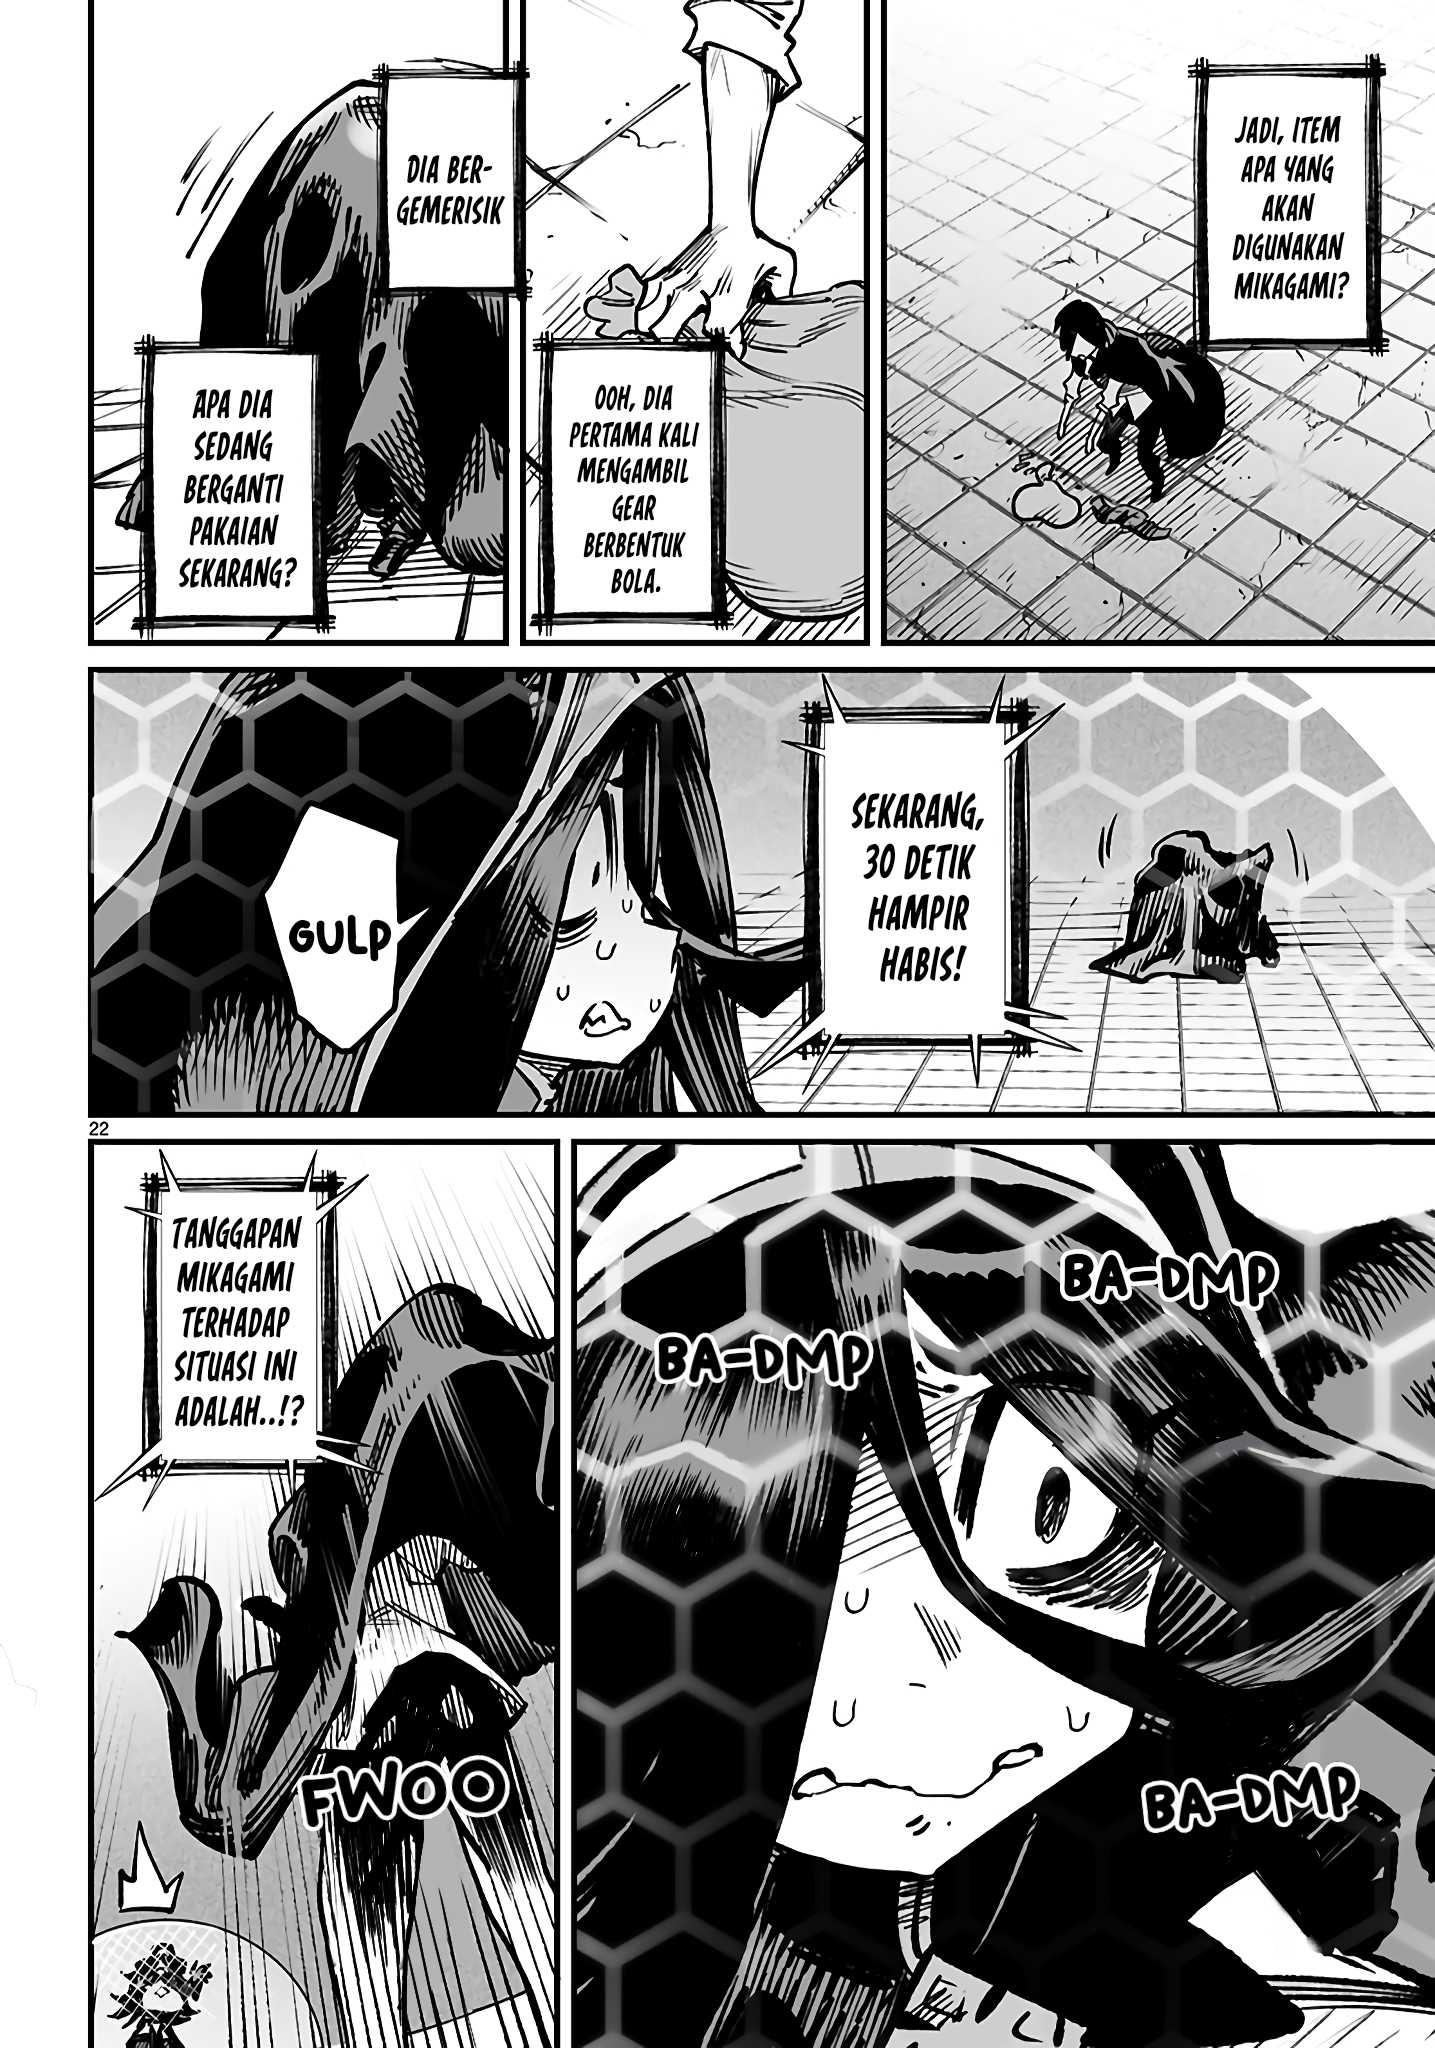 JADI, ITEM
APA YANG
AKAN
DIGUNAKAN
MIKAGAMI?
OOH, DIA
PERTAMA KALI
MENGAMBIL
GEAR
BERBENTUK
BOLA.
DIA BER-
GEMERISIK
APA DIA
SEDANG
BERGANTI
PAKAIAN
SEKARANG?
SEKARANG,
30 DETIK
HAMPIR
HABIS!
GULP
22
BA-DMP
BA-DMP
BA-DMP
TANGGAPAN
MIKAGAMI
TERHADAP
SITUASI INI
ADALAH..!?
FWOO